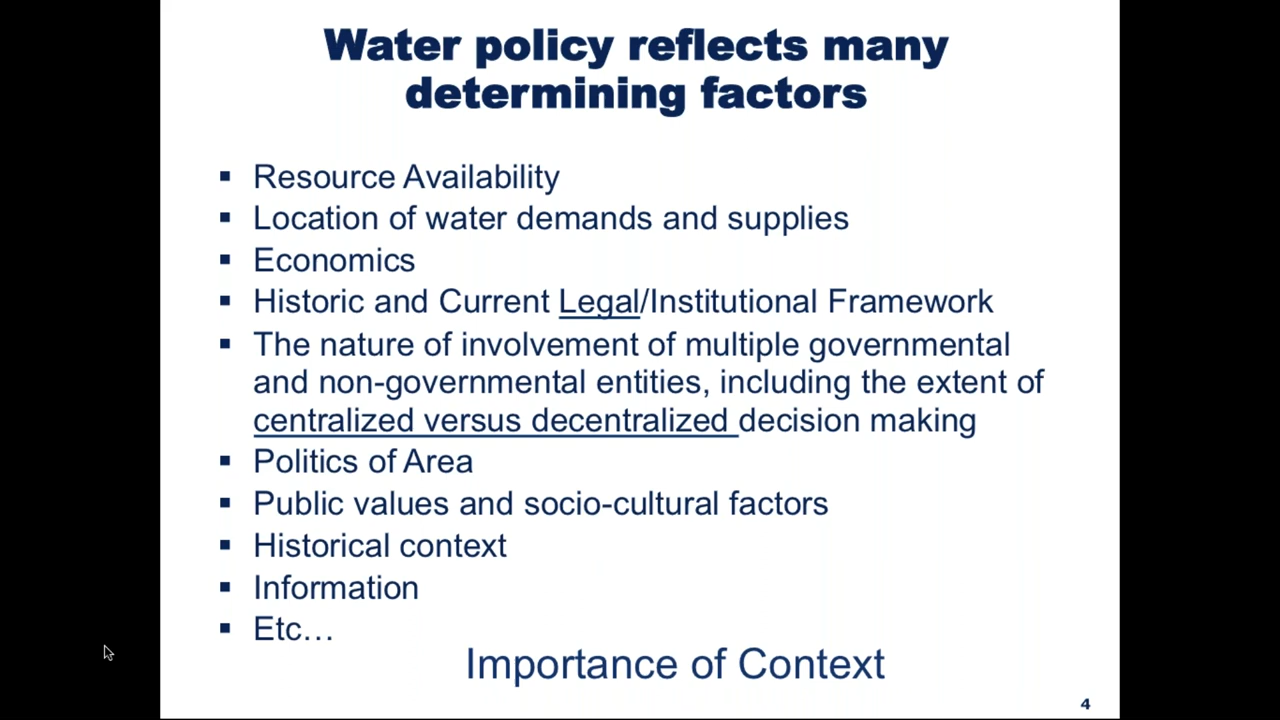 Water policy reflects many
determining factors
▪ Resource Availability
▪ Location of water demands and supplies
▪ Economics
▪ Historic and Current Legal/Institutional Framework
▪ The nature of involvement of multiple governmental
and non-governmental entities, including the extent of
centralized versus decentralized decision making
▪ Politics of Area
▪ Public values and socio-cultural factors
▪ Historical context
▪ Information
▪ Etc…
Importance of Context
4